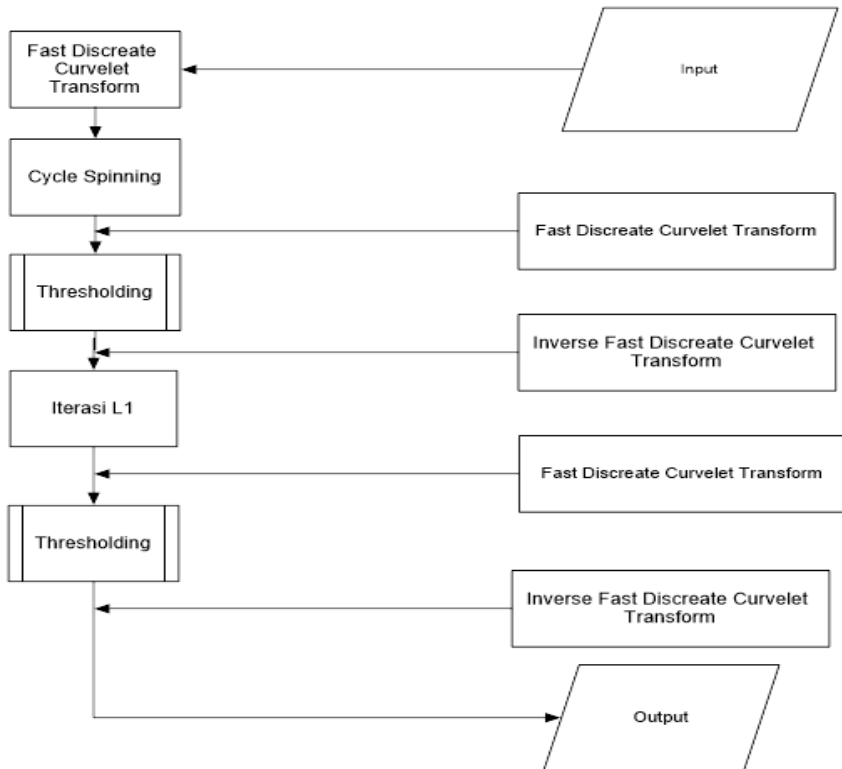 Fast Discreate
Curvelet
Transform
Input
Cycle Spinning
Fast Discreate Curvelet Transform
Thresholding
Inverse Fast Discreate Curvelet
Transform
Iterasi L1
Fast Discreate Curvelet Transform
Thresholding
Inverse Fast Discreate Curvelet
Transform
Output